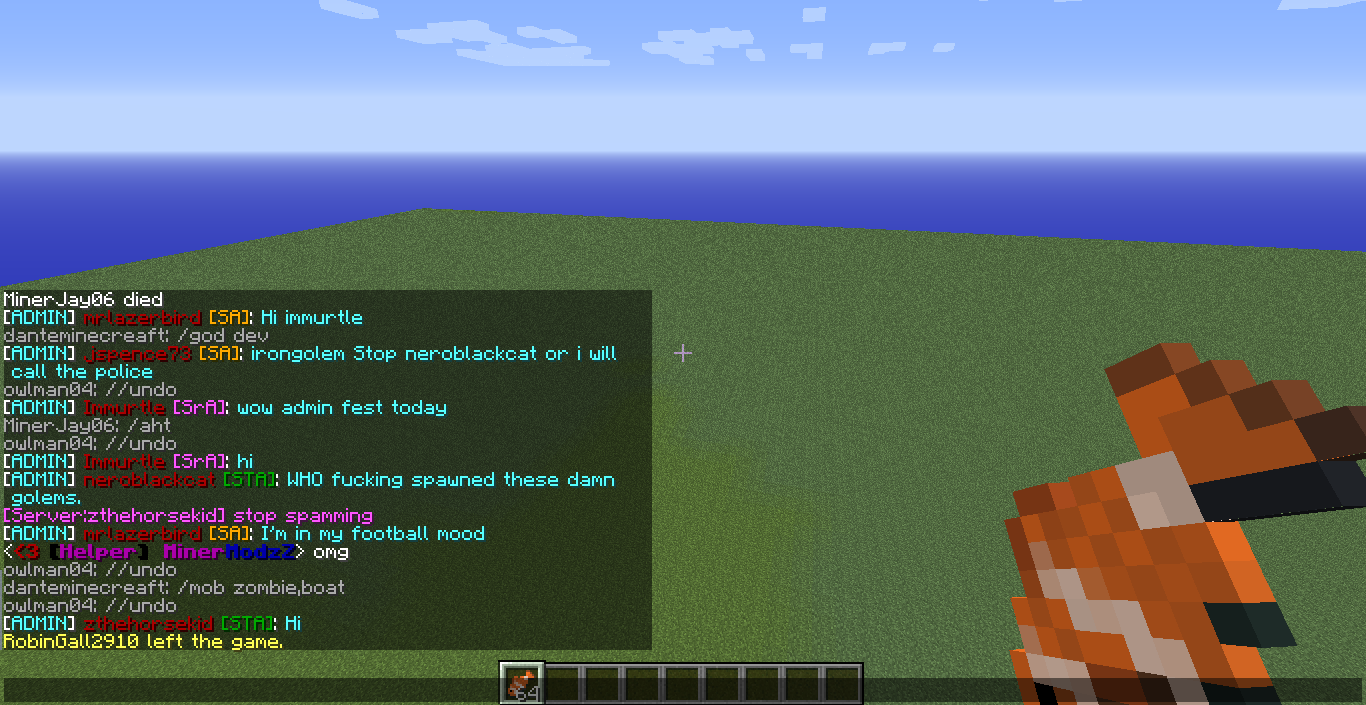 MinerJay06 died
[ADMIN] mrlazerbird [SA]: Hi immurtle
danteminecreaft: /god dev
[ADMIN] jspence73 [SA]: irongolem Stop neroblackcat or i will
call the police
owlman04: //undo
[ADMIN] Immurtle [SrA]: wow admin fest today
MinerJay06: /aht
owlman04: //undo
[ADMIN] Immurtle [SrA]: hi
[ADMIN] neroblackcat [STA]: WHO fucking spawned these damn
golems.
[Server:zthehorsekid] stop spamming
[ADMIN] mrlazerbird [SA]: I'm in my football mood
<<3 [Helper] MinerModzZ> omg
owlman04: //undo
danteminecreaft: /mob zombie,boat
owlman04: //undo
[ADMIN] zthehorsekid [STA]: Hi
RobinGall2910 left the game.
64